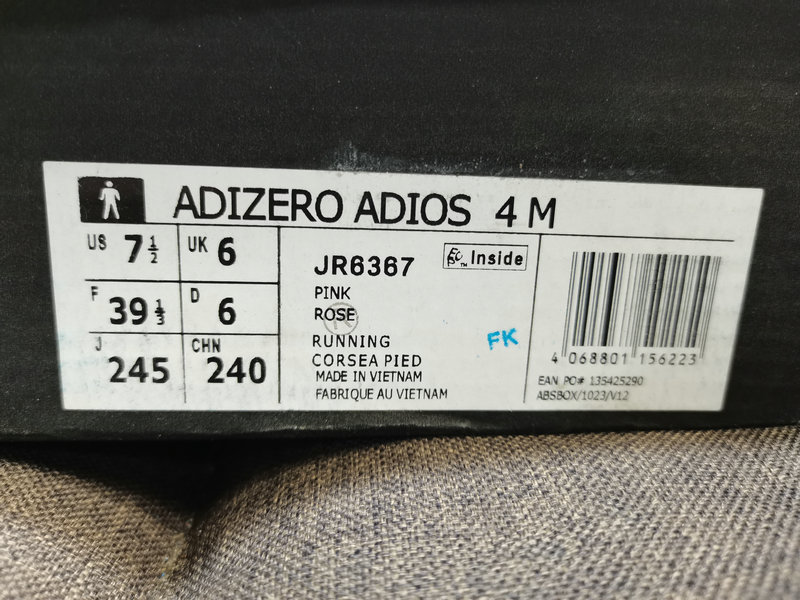 ADIZERO ADIOS 4 M
US 7 1/2 UK 6
F 39 1/3 D 6
J 245 CHN 240
JR6367 Inside
PINK
ROSE
R
RUNNING
CORSEA PIED
MADE IN VIETNAM
FABRIQUE AU VIETNAM
FK
4 068801 156223
EAN PO# 135425290
ABSBOX/1023/V12